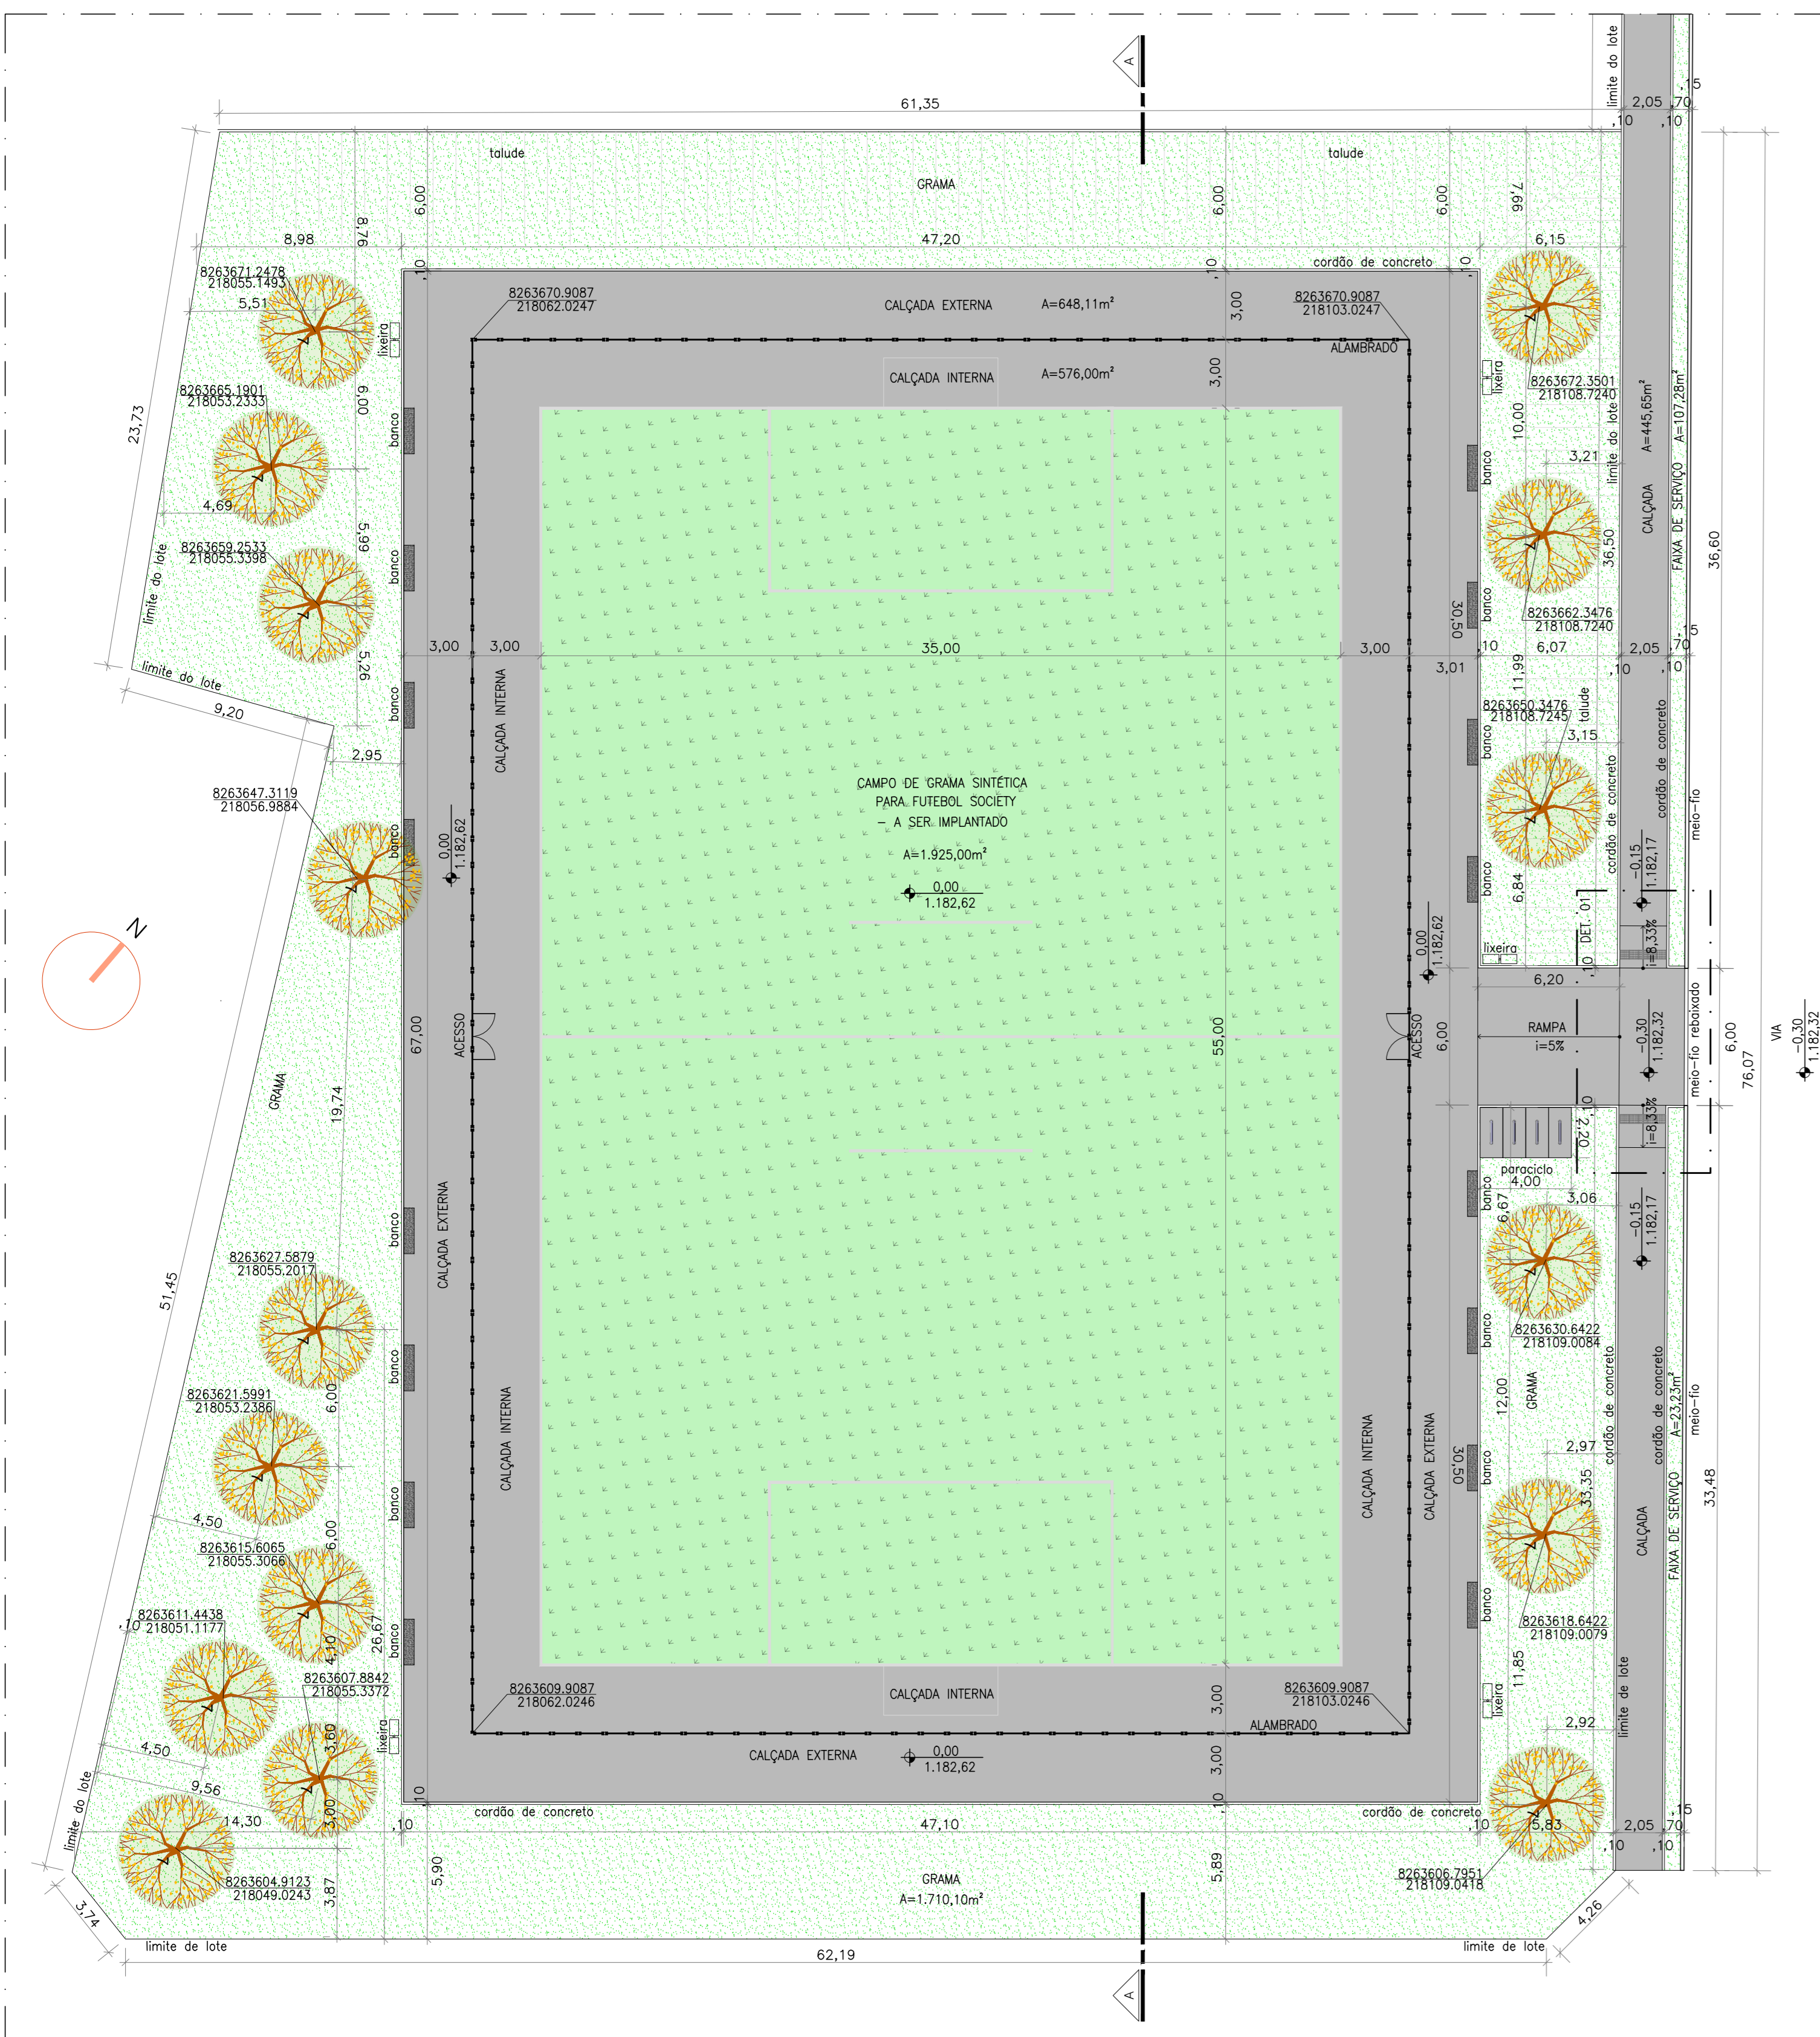 A
limite do lote
,15
61,35
2,05
,70
,10
,10
talude
talude
GRAMA
6,00
6,00
6,00
7,66
8,76
8,98
47,20
6,15
cordão de concreto
,10
,10
,10
8263671.2478
218055.1493
5,51
lixeira
8263670.9087
218062.0247
CALÇADA EXTERNA
A=648,11m²
3,00
8263670.9087
218103.0247
ALAMBRADO
CALÇADA INTERNA
A=576,00m²
3,00
lixeira
8263672.3501
218108.7240
8263665.1901
218053.2333
6,00
banco
23,73
10,00
limite do lote
A=445,65m²
A=107,28m²
3,21
banco
CALÇADA
FAIXA DE SERVIÇO
4,69
5,99
8263659.2533
218055.3398
banco
limite do lote
36,50
36,60
30,50
banco
8263662.3476
218108.7240
,15
5,26
3,00
3,00
35,00
3,00
3,01
,10
6,07
2,05
,70
,10
,10
limite do lote
9,20
banco
CALÇADA INTERNA
11,99
8263650.3476
218108.7245
talude
3,15
banco
2,95
cordão de concreto
cordão de concreto
meio-fio
8263647.3119
218056.9884
CAMPO DE GRAMA SINTÉTICA
PARA FUTEBOL SOCIETY
- A SER IMPLANTADO
A=1.925,00m²
0,00
1.182,62
banco
0,00
1.182,62
-0,15
1.182,17
6,84
banco
DET. 01
,10
i=8,33%
lixeira
0,00
1.182,62
N
6,20
67,00
ACESSO
55,00
ACESSO
6,00
RAMPA
i=5%
-0,30
1.182,32
meio-fio rebaixado
6,00
76,07
VIA
-0,30
1.182,32
GRAMA
19,74
,10
2,20
i=8,33%
paraciclo
4,00
banco
6,67
3,06
-0,15
1.182,17
CALÇADA EXTERNA
banco
8263627.5879
218055.2017
51,45
banco
8263630.6422
218109.0084
8263621.5991
218053.2386
6,00
banco
CALÇADA INTERNA
CALÇADA INTERNA
CALÇADA EXTERNA
12,00
GRAMA
cordão de concreto
cordão de concreto
A=23,23m²
meio-fio
30,50
banco
2,97
33,35
33,48
4,50
6,00
banco
8263615.6065
218055.3066
CALÇADA
FAIXA DE SERVIÇO
8263611.4438
218051.1177
,10
4,10
26,67
banco
banco
8263618.6422
218109.0079
11,85
8263607.8842
218055.3372
8263609.9087
218062.0246
CALÇADA INTERNA
3,00
8263609.9087
218103.0246
lixeira
limite de lote
3,60
lixeira
ALAMBRADO
2,92
4,50
9,56
CALÇADA EXTERNA
0,00
1.182,62
3,00
limite do lote
14,30
3,00
,10
,10
cordão de concreto
,10
47,10
,10
cordão de concreto
,10
5,83
2,05
,70
,15
,10
,10
8263604.9123
218049.0243
3,87
5,90
GRAMA
A=1.710,10m²
5,89
8263606.7951
218109.0418
3,74
4,26
limite de lote
limite de lote
62,19
A